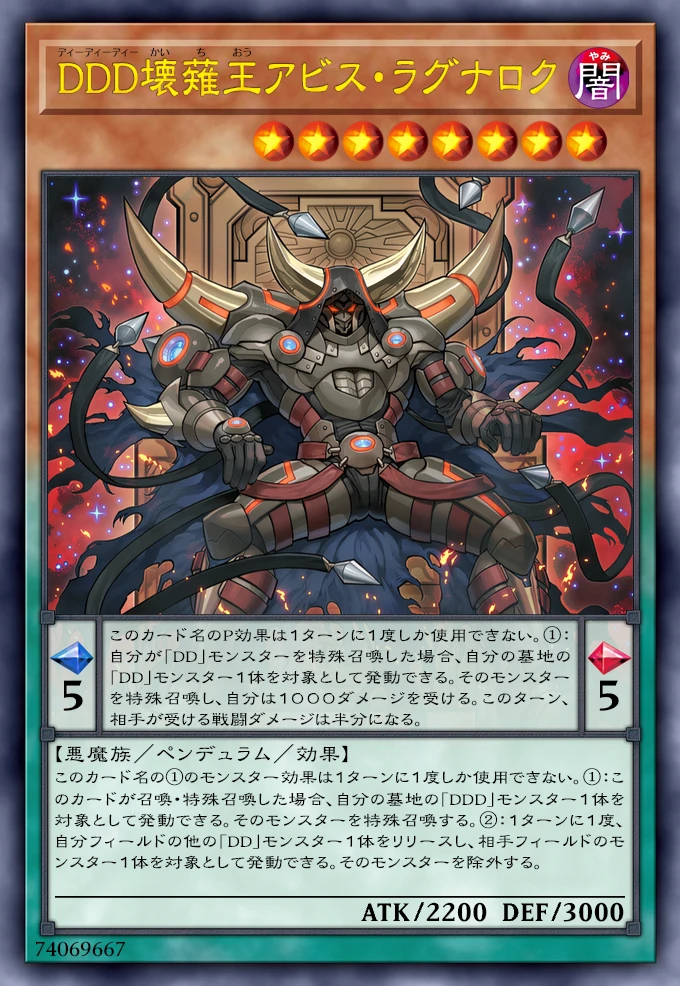 ディーディーディー かい ち おう
DDD壊薙王アビス・ラグナロク
やみ
闇
このカード名のP効果は1ターンに1度しか使用できない。①:
自分が「DD」モンスターを特殊召喚した場合、自分の墓地の
「DD」モンスター1体を対象として発動できる。そのモンスター
を特殊召喚し、自分は1000ダメージを受ける。このターン、
相手が受ける戦闘ダメージは半分になる。
5
5
【悪魔族/ペンデュラム/効果】
このカード名の①のモンスター効果は1ターンに1度しか使用できない。①:こ
のカードが召喚・特殊召喚した場合、自分の墓地の「DDD」モンスター1体を
対象として発動できる。そのモンスターを特殊召喚する。②:1ターンに1度、
自分フィールドの他の「DD」モンスター1体をリリースし、相手フィールドのモ
ンスター1体を対象として発動できる。そのモンスターを除外する。
ATK/2200 DEF/3000
74069667